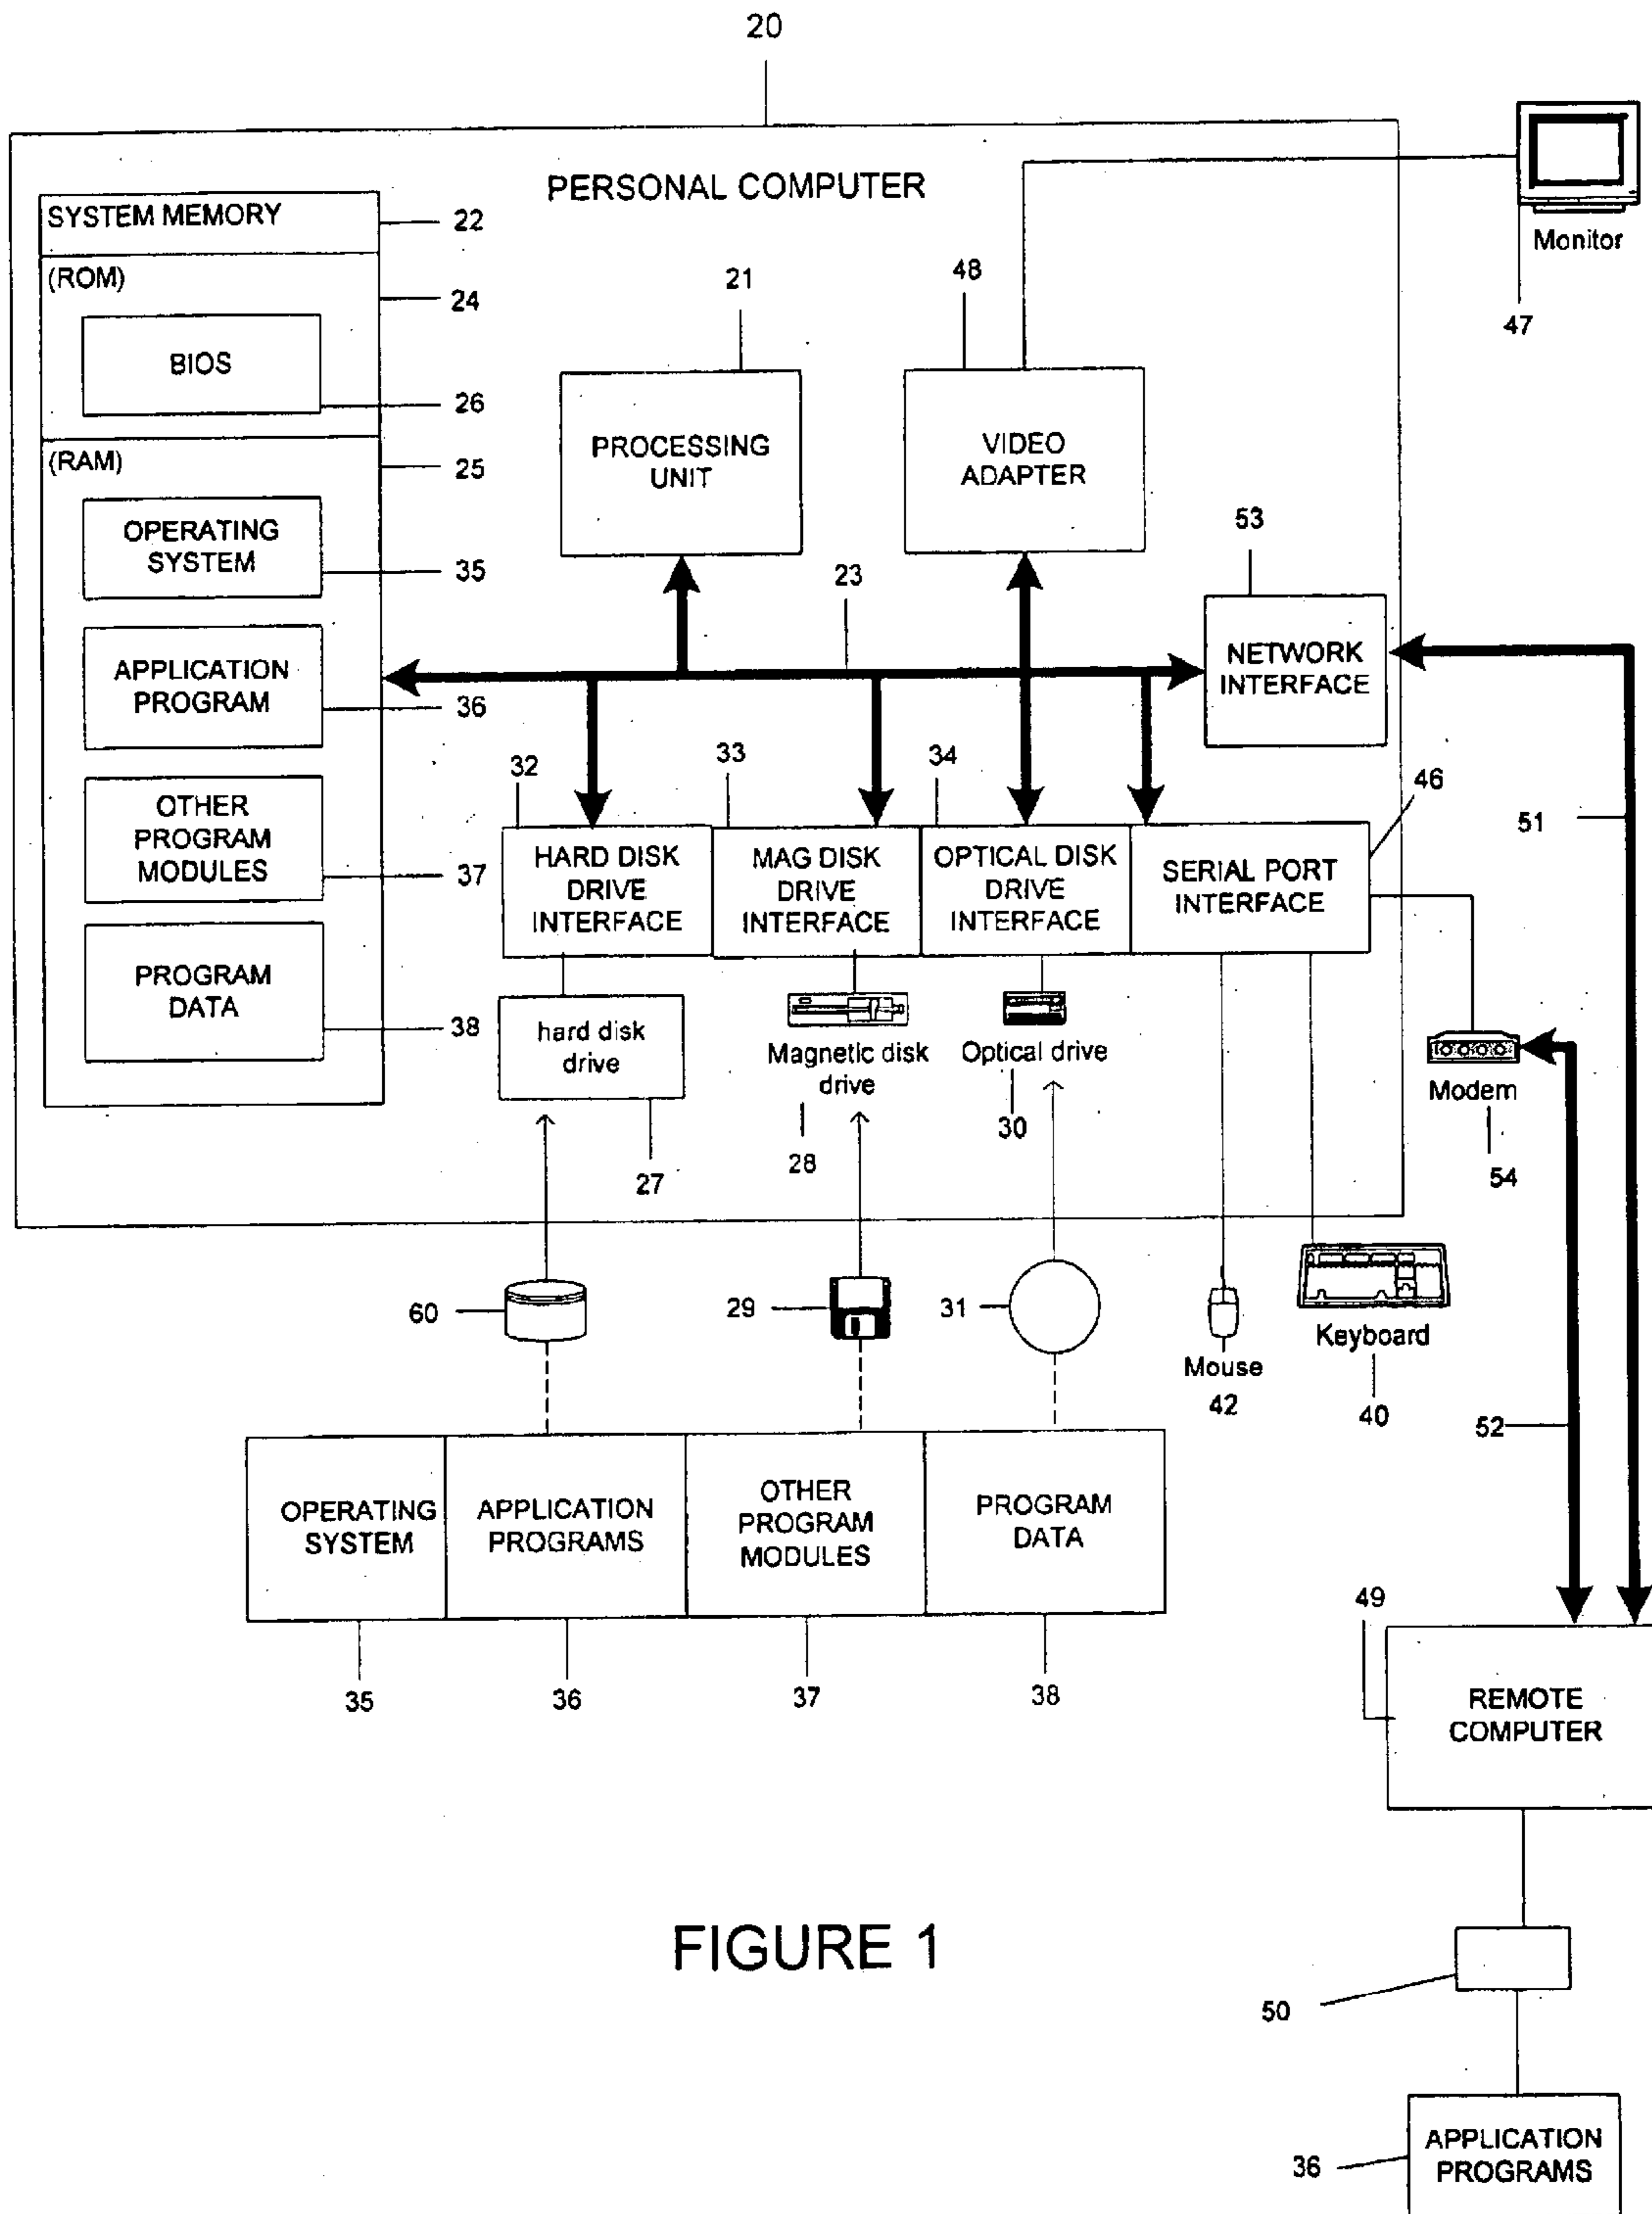 20
PERSONAL COMPUTER
SYSTEM MEMORY
22
(ROM)
24
BIOS
26
(RAM)
25
OPERATING
SYSTEM
35
APPLICATION
PROGRAM
36
OTHER
PROGRAM
MODULES
37
PROGRAM
DATA
38
21
PROCESSING
UNIT
48
VIDEO
ADAPTER
Monitor
47
23
53
NETWORK
INTERFACE
32
HARD DISK
DRIVE
INTERFACE
33
MAG DISK
DRIVE
INTERFACE
34
OPTICAL DISK
DRIVE
INTERFACE
46
SERIAL PORT
INTERFACE
51
hard disk
drive
27
Magnetic disk
drive
28
Optical drive
30
Modem
54
60
29
31
Mouse
42
Keyboard
40
52
OPERATING
SYSTEM
35
APPLICATION
PROGRAMS
36
OTHER
PROGRAM
MODULES
37
PROGRAM
DATA
38
49
REMOTE
COMPUTER
FIGURE 1
50
36
APPLICATION
PROGRAMS